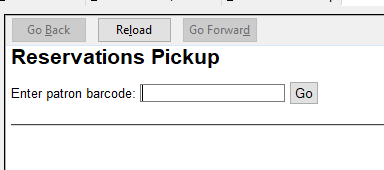 Go Back Reload Go Forward
Reservations Pickup
Enter patron barcode: Go